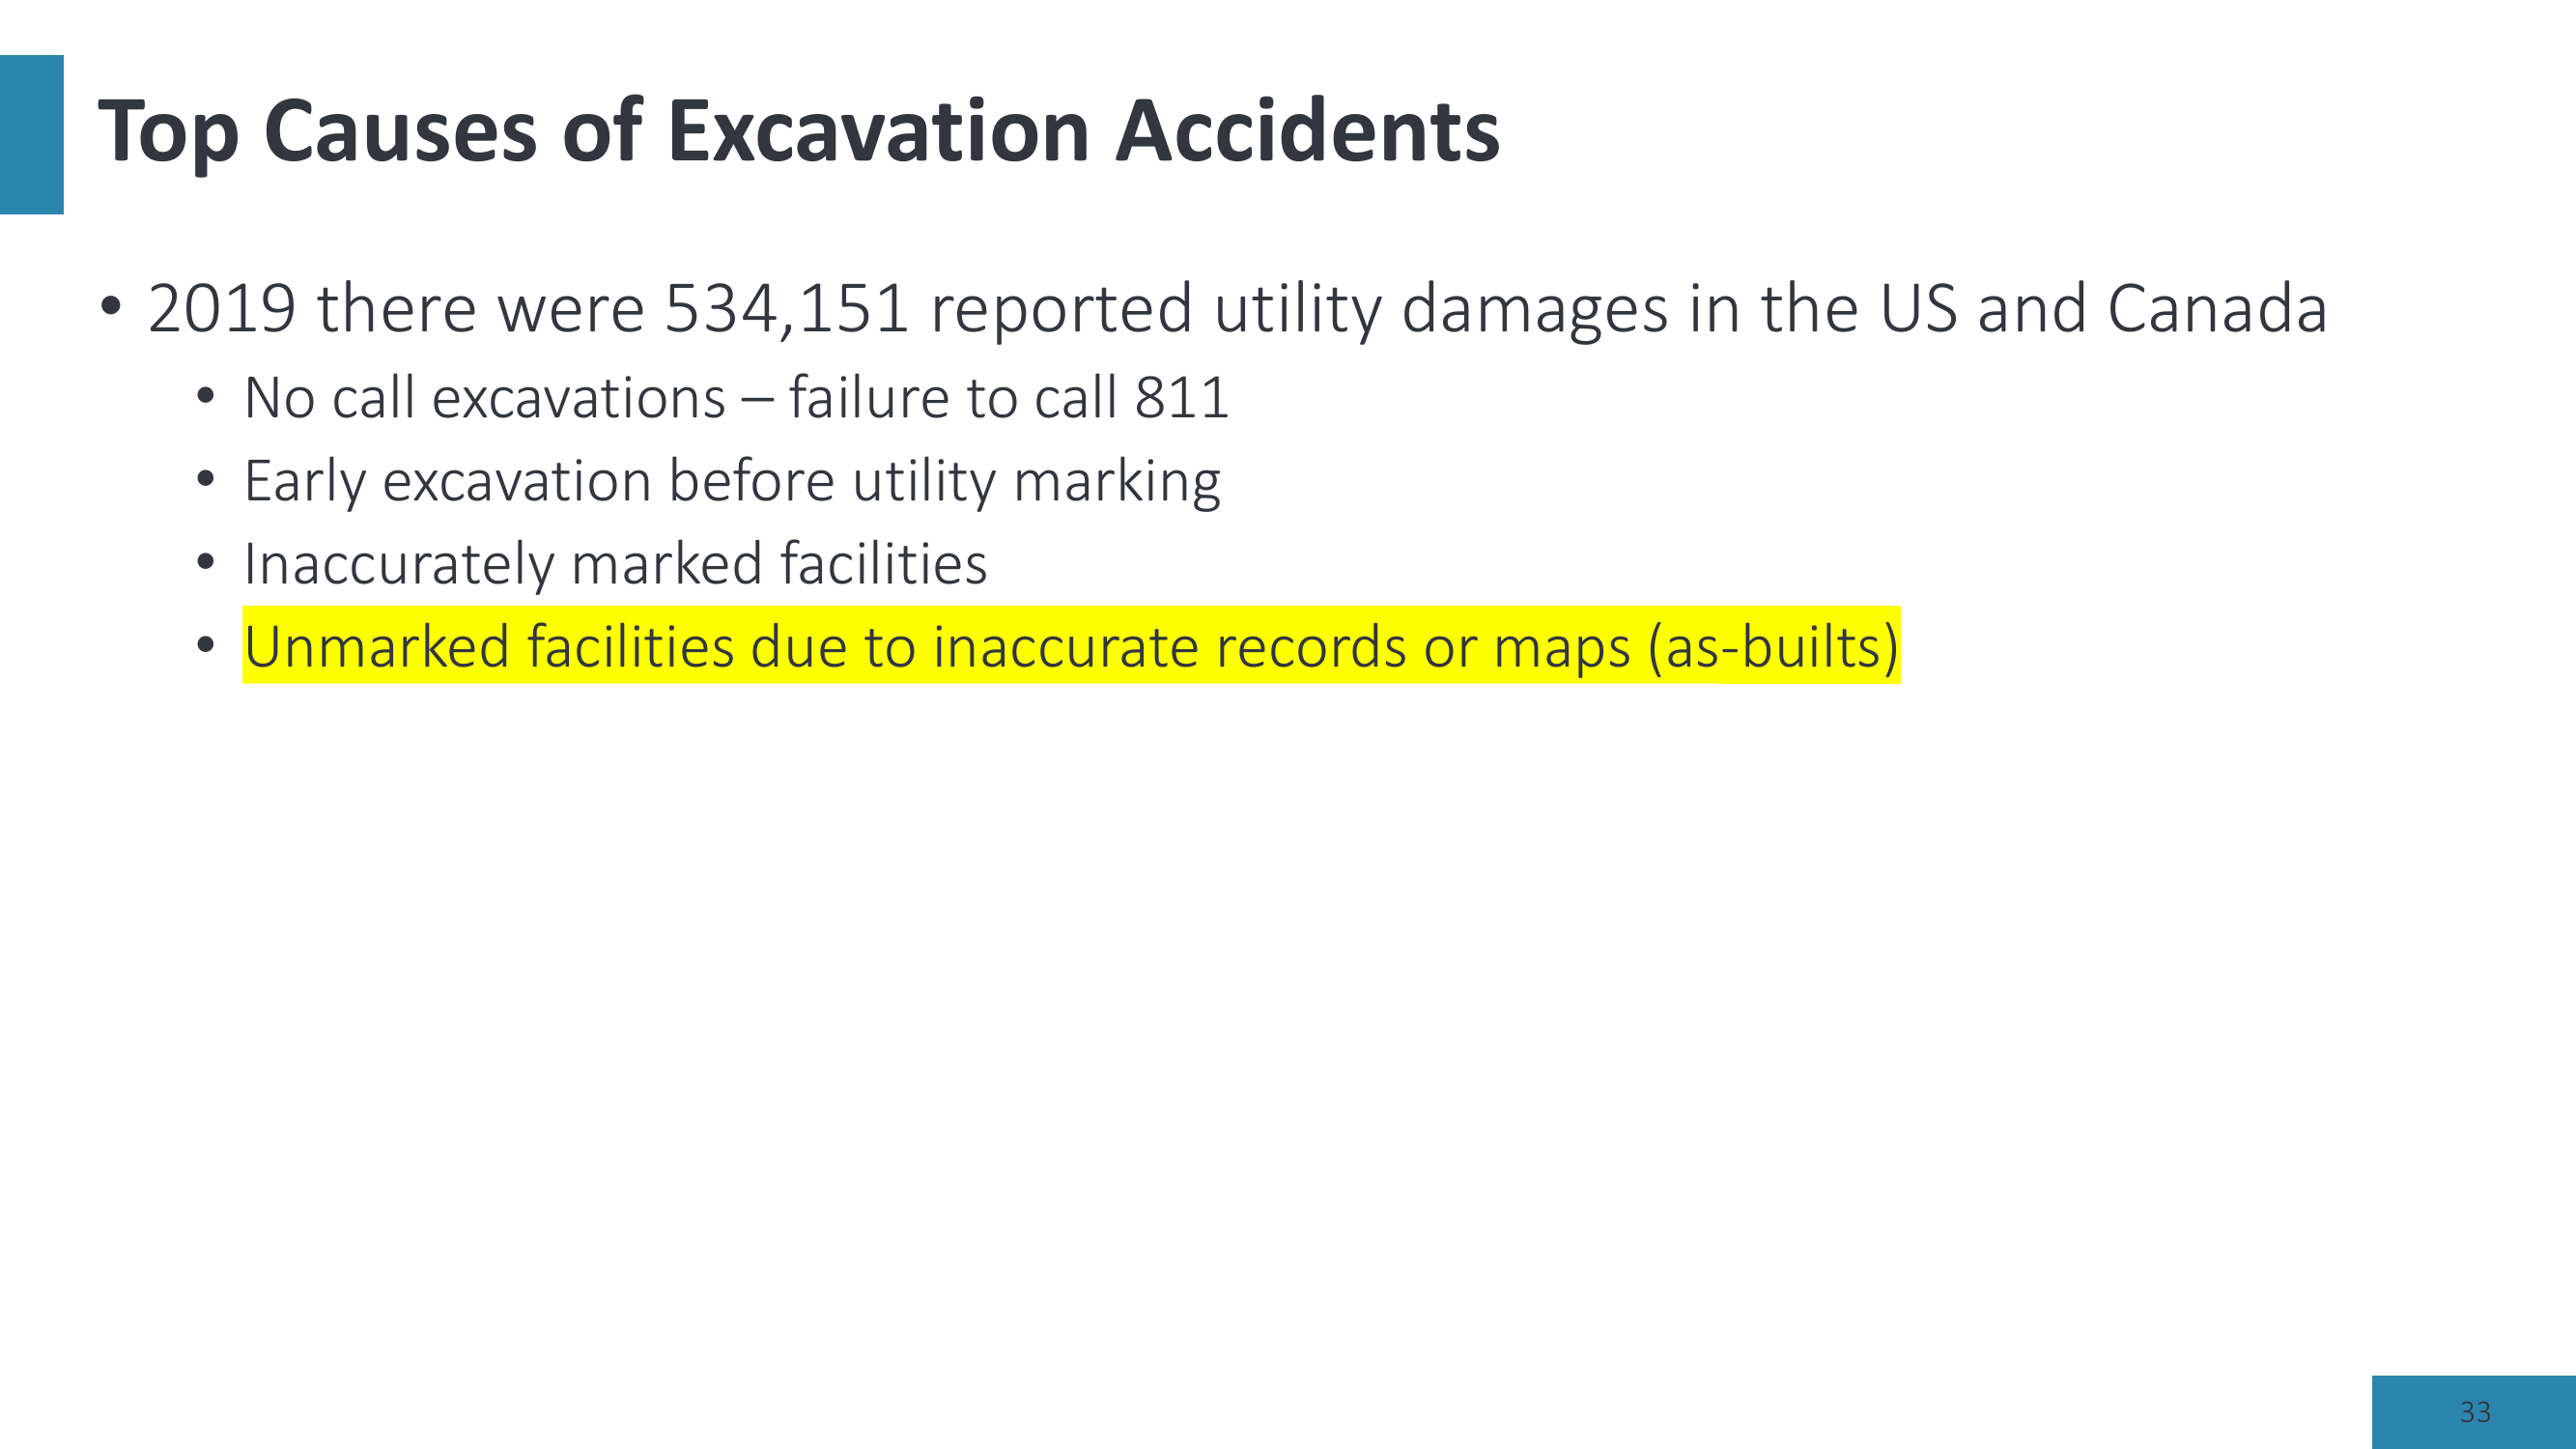 Top Causes of Excavation Accidents
• 2019 there were 534,151 reported utility damages in the US and Canada
• No call excavations – failure to call 811
• Early excavation before utility marking
• Inaccurately marked facilities
• Unmarked facilities due to inaccurate records or maps (as-builts)
33